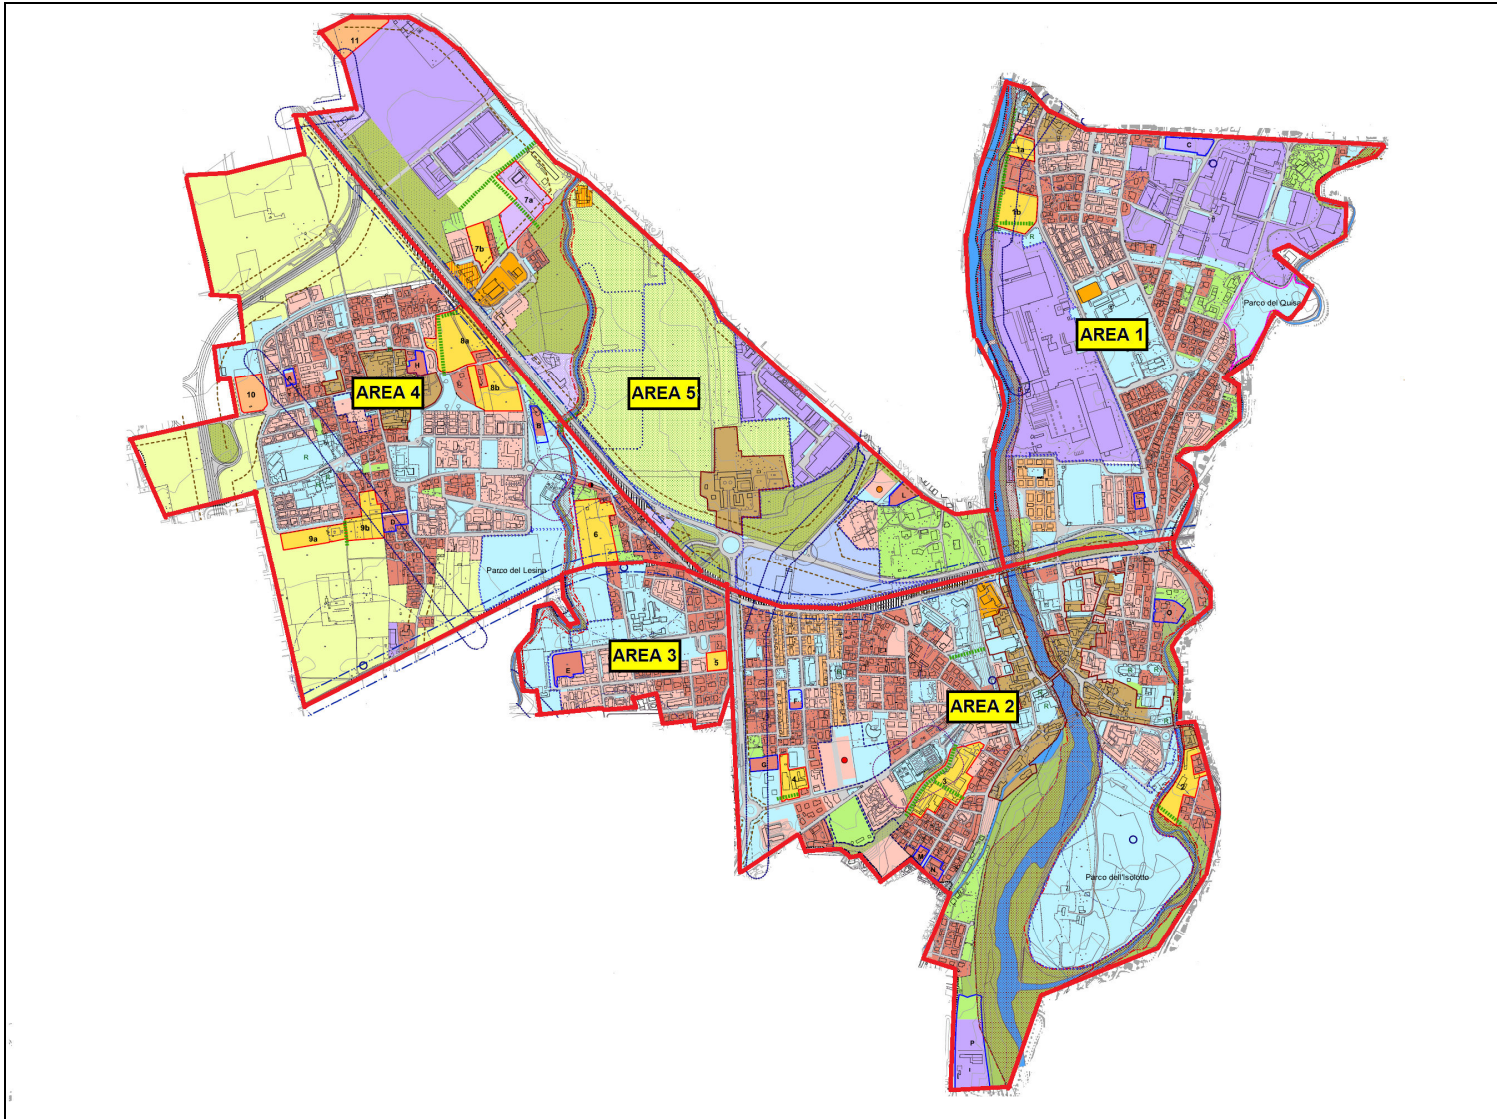 11
C
1a
7a
1b
R
7b
Parco del Quisa
AREA 1
8a
H
A
AREA 4
AREA 5
10
8b
B
R
L
I
9b
D
9a
6
Parco del Lesina
O
AREA 3
5
E
R
R
F
R
AREA 2
R
R
G
4
3
2
M
N
Parco dell'Isolotto
P
I